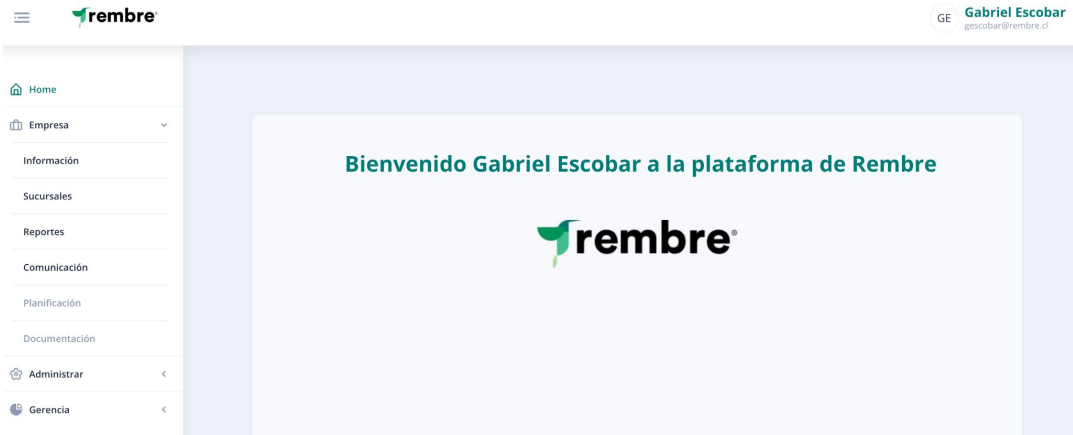 rembre®
GE
Gabriel Escobar
gescobar@rembre.cl
Home
Empresa
Información
Sucursales
Reportes
Comunicación
Planificación
Documentación
Administrar
Gerencia
Bienvenido Gabriel Escobar a la plataforma de Rembre
rembre®